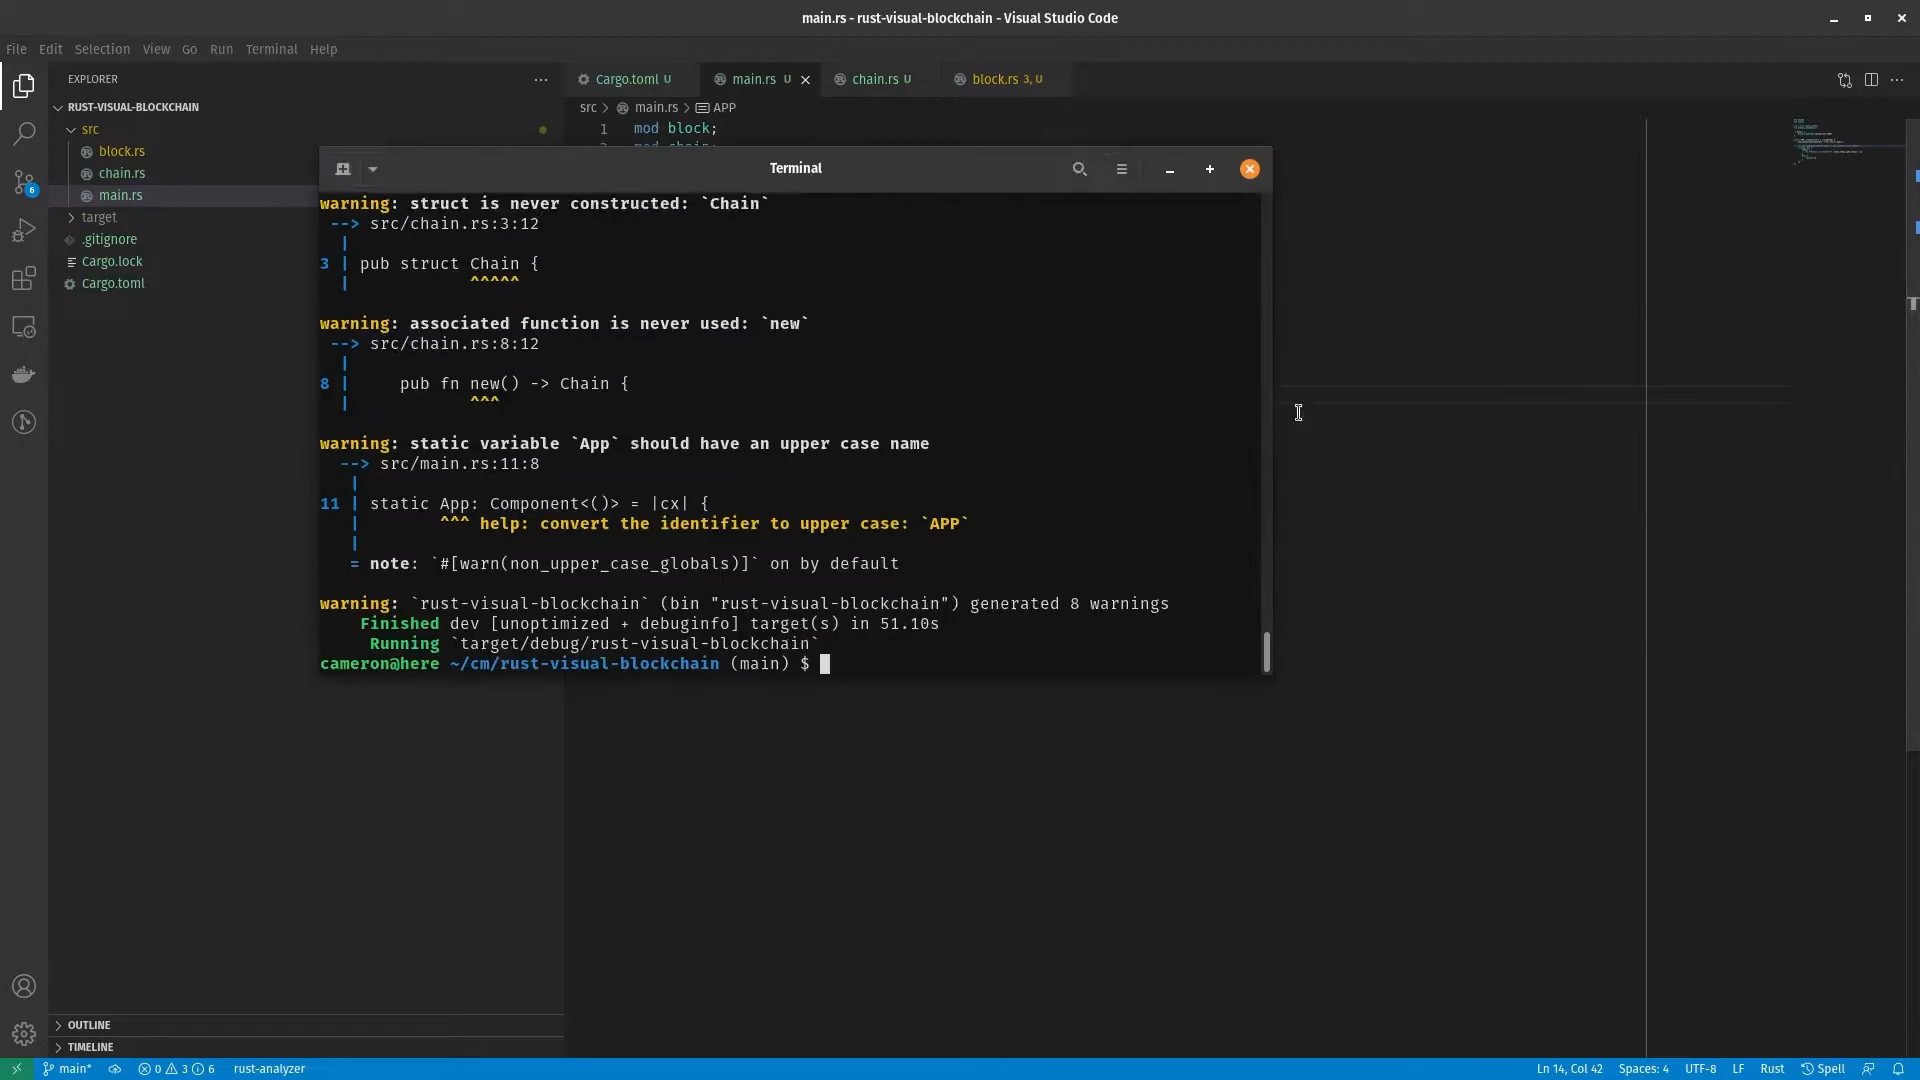 main.rs - rust-visual-blockchain - Visual Studio Code
File Edit Selection View Go Run Terminal Help
EXPLORER
Cargo.toml U
main.rs U
chain.rs U
block.rs 3, U
RUST-VISUAL-BLOCKCHAIN
src > main.rs > APP
src
block.rs
chain.rs
main.rs
target
.gitignore
Cargo.lock
Cargo.toml
6
1 mod block;
Terminal
warning: struct is never constructed: `Chain`
--> src/chain.rs:3:12
|
3 | pub struct Chain {
| ^^^^^
warning: associated function is never used: `new`
--> src/chain.rs:8:12
|
8 | pub fn new() -> Chain {
| ^^^
warning: static variable `App` should have an upper case name
--> src/main.rs:11:8
|
11 | static App: Component<()> = |cx| {
| ^^^ help: convert the identifier to upper case: `APP`
|
= note: `#[warn(non_upper_case_globals)]` on by default
warning: `rust-visual-blockchain` (bin "rust-visual-blockchain") generated 8 warnings
Finished dev [unoptimized + debuginfo] target(s) in 51.10s
Running `target/debug/rust-visual-blockchain`
cameron@here ~/cm/rust-visual-blockchain (main) $
OUTLINE
TIMELINE
main* 0 3 6 rust-analyzer
Ln 14, Col 42 Spaces: 4 UTF-8 LF Rust Spell